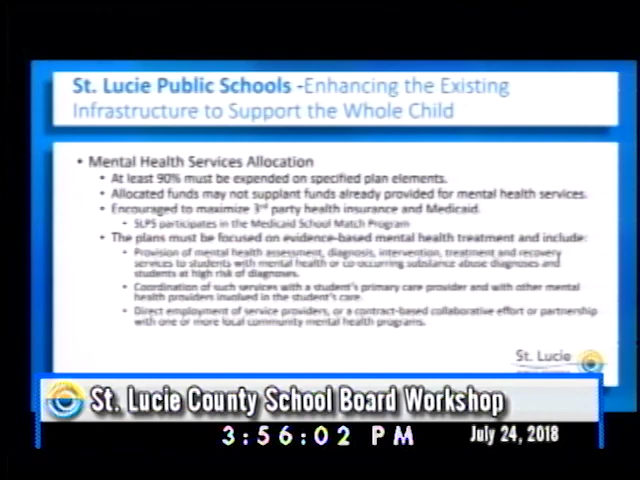 St. Lucie Public Schools -Enhancing the Existing
Infrastructure to Support the Whole Child
• Mental Health Services Allocation
• At least 90% must be expended on specified plan elements.
• Allocated funds may not supplant funds already provided for mental health services.
• Encouraged to maximize 3rd party health insurance and Medicaid.
• SLPS participates in the Medicaid School Match Program
• The plans must be focused on evidence-based mental health treatment and include:
• Provision of mental health assessment, diagnosis, intervention, treatment and recovery
services to students with mental health or co-occurring substance abuse diagnoses and
students at high risk of diagnoses.
• Coordination of such services with a student's primary care provider and with other mental
health providers involved in the student's care.
• Direct employment of service providers, or a contract-based collaborative effort or partnership
with one or more local community mental health programs.
St. Lucie
St. Lucie County School Board Workshop
3:56:02 PM
July 24, 2018